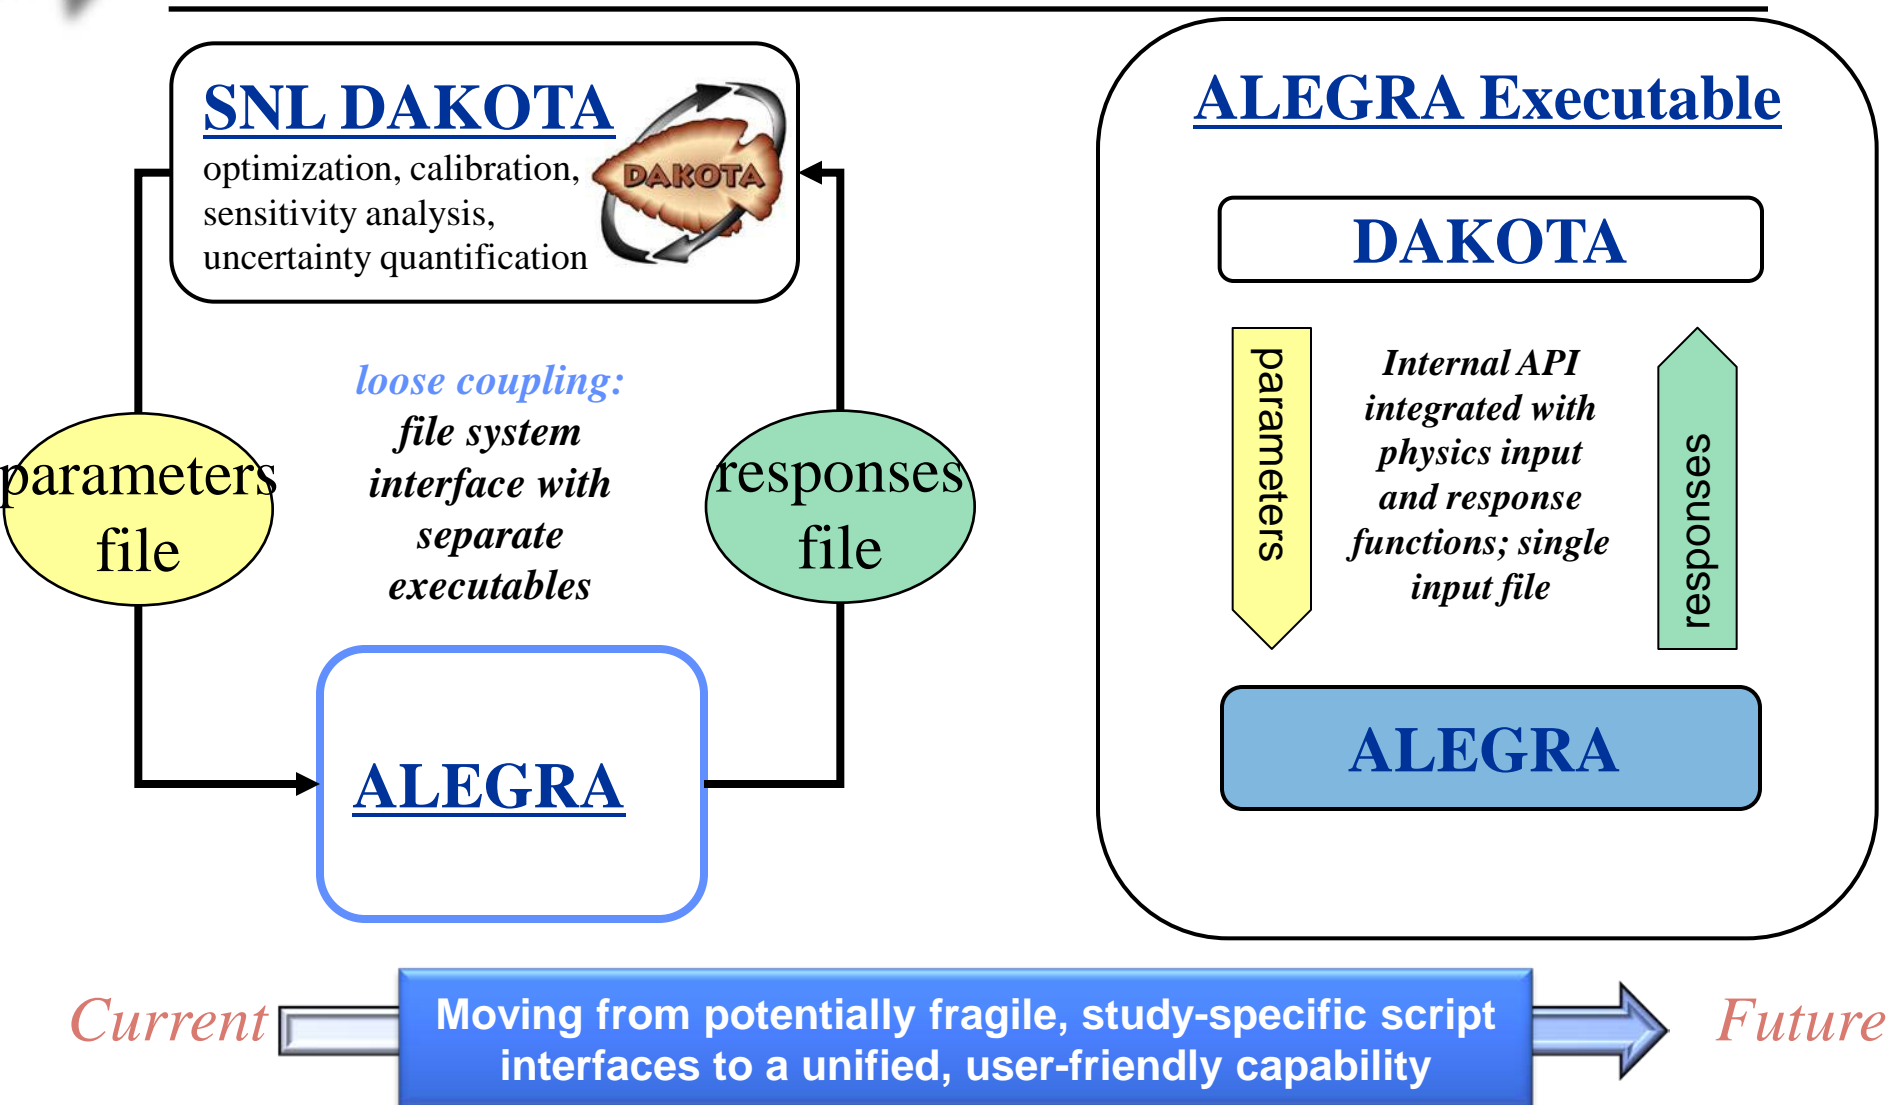 SNL DAKOTA
optimization, calibration,
sensitivity analysis,
uncertainty quantification
DAKOTA
loose coupling:
file system
interface with
separate
executables
parameters
file
responses
file
ALEGRA
ALEGRA Executable
DAKOTA
parameters
Internal API
integrated with
physics input
and response
functions; single
input file
responses
ALEGRA
Current
Moving from potentially fragile, study-specific script
interfaces to a unified, user-friendly capability
Future